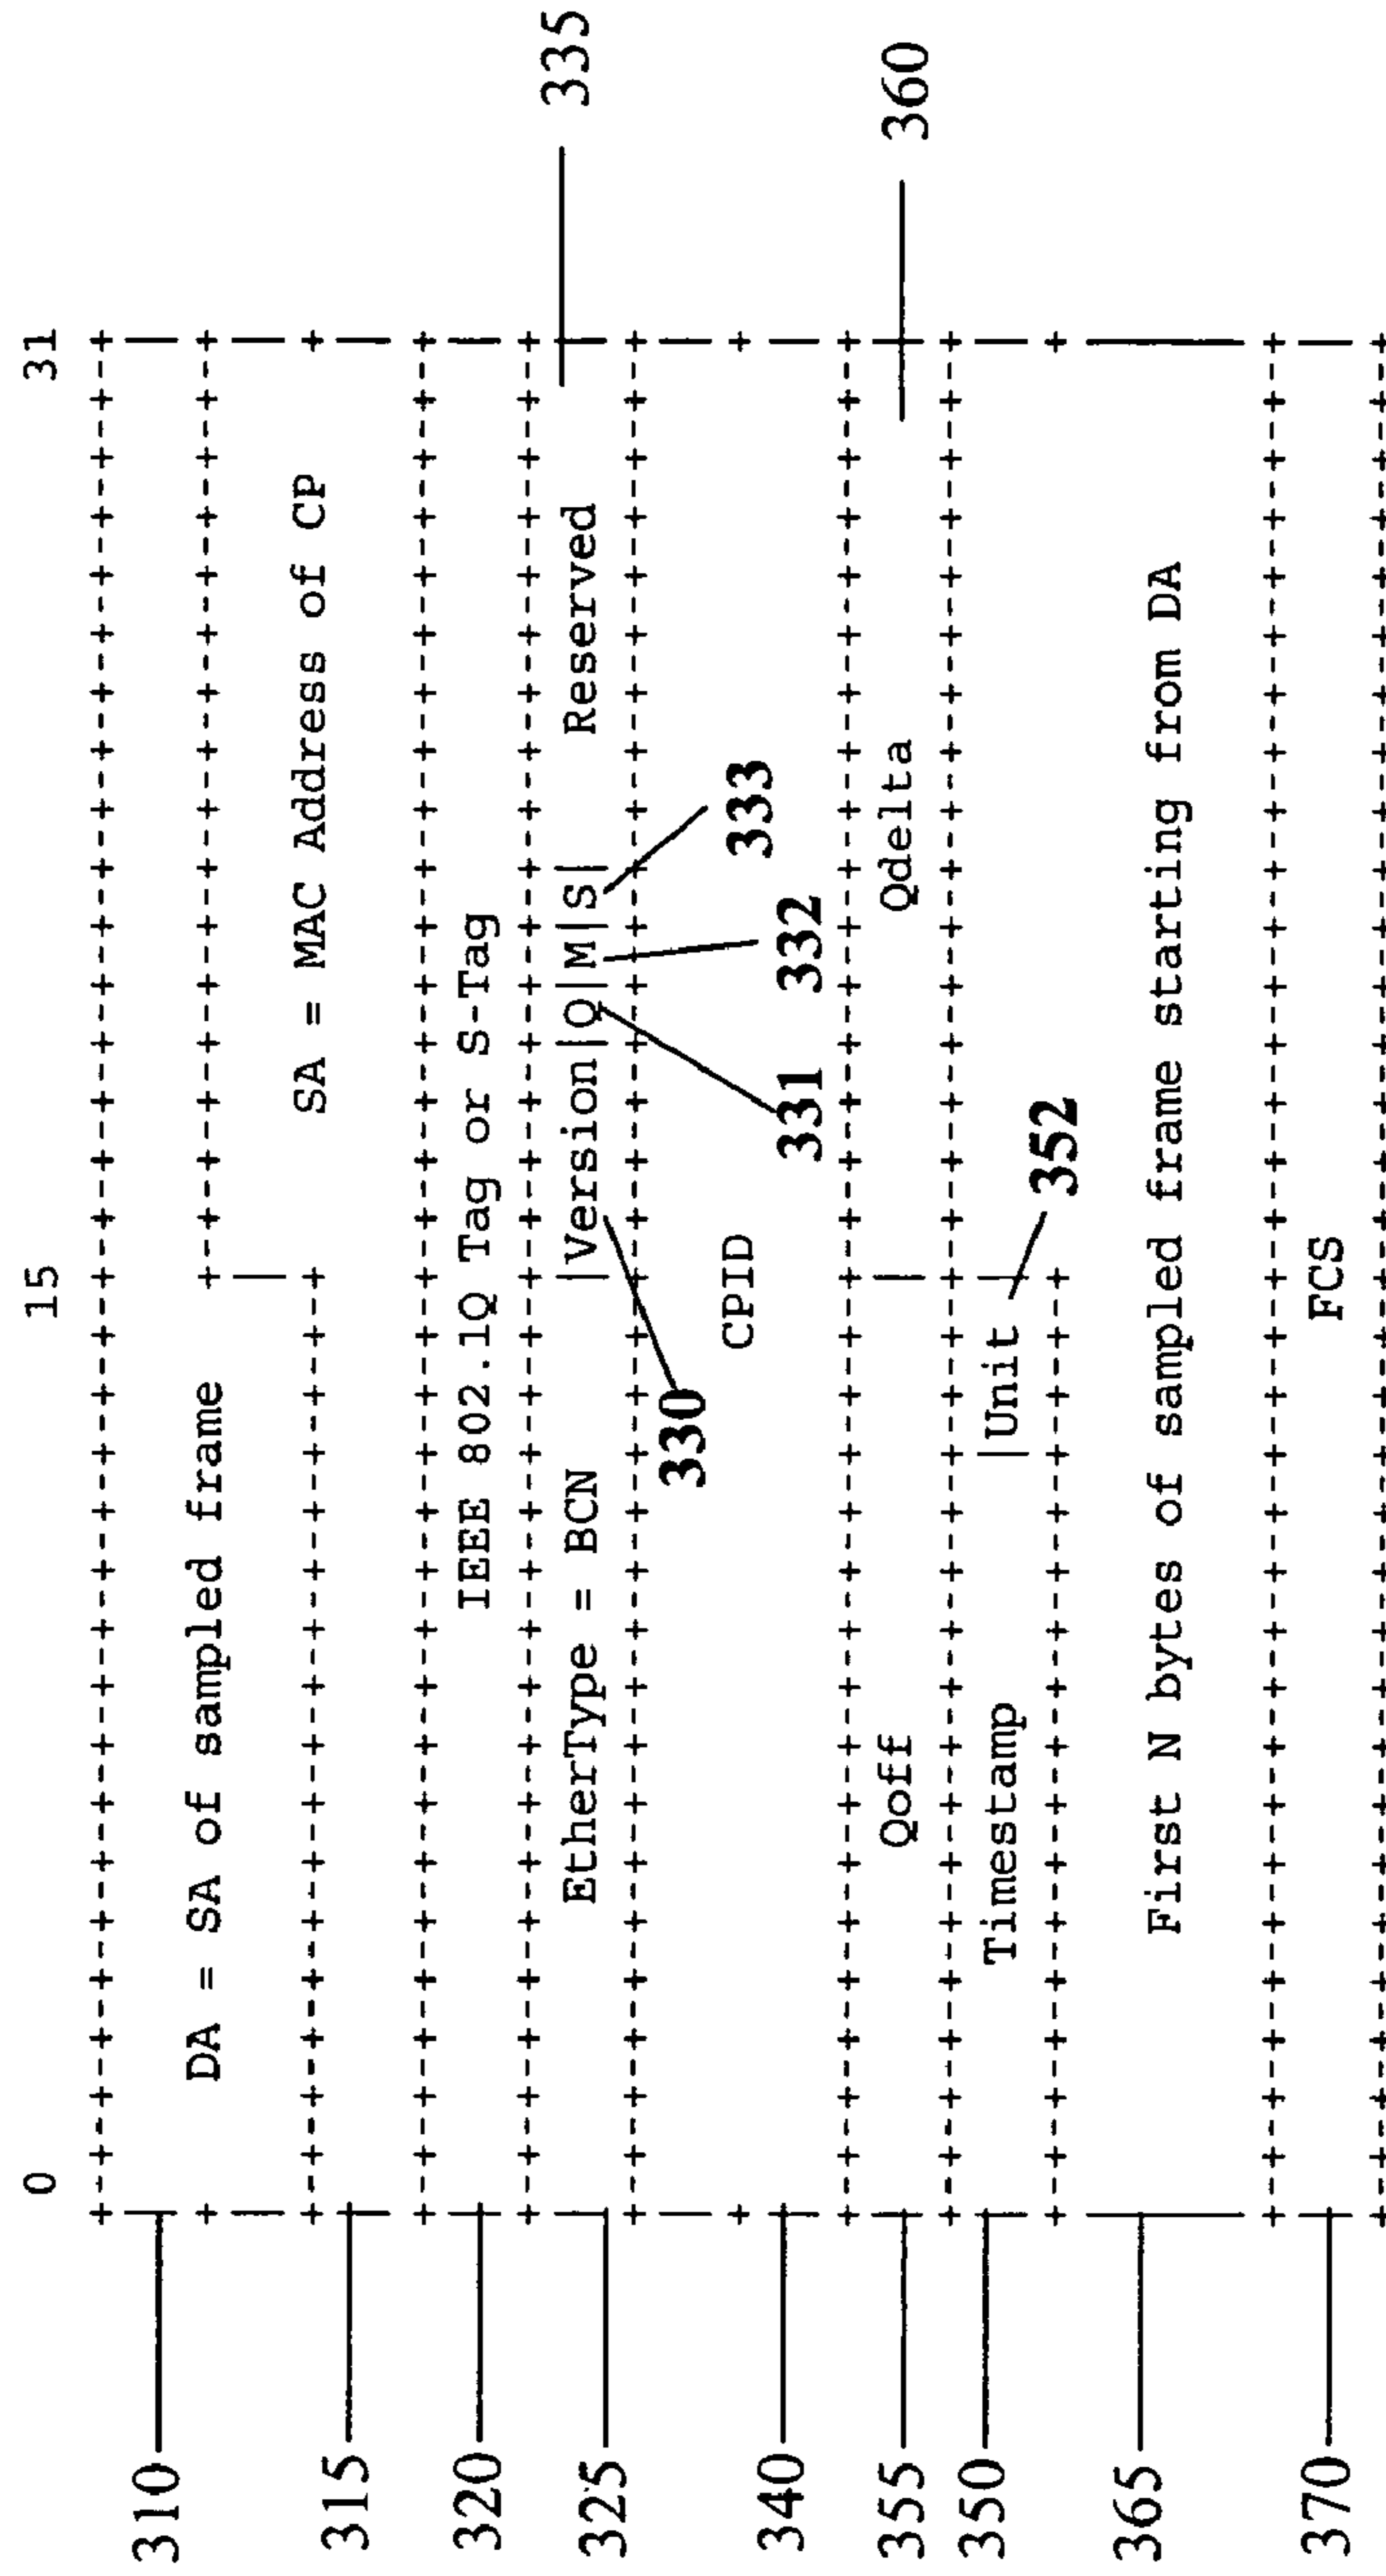 0 15 31
310 DA = SA of sampled frame
315 SA = MAC Address of CP
320 IEEE 802.1Q Tag or S-Tag
325 EtherType = BCN |Version|Q|M|S| Reserved 335
330 331 332 333
340 CPID
355 Qoff | Qdelta 360
350 Timestamp |Unit | 352
365 First N bytes of sampled frame starting from DA
370 FCS